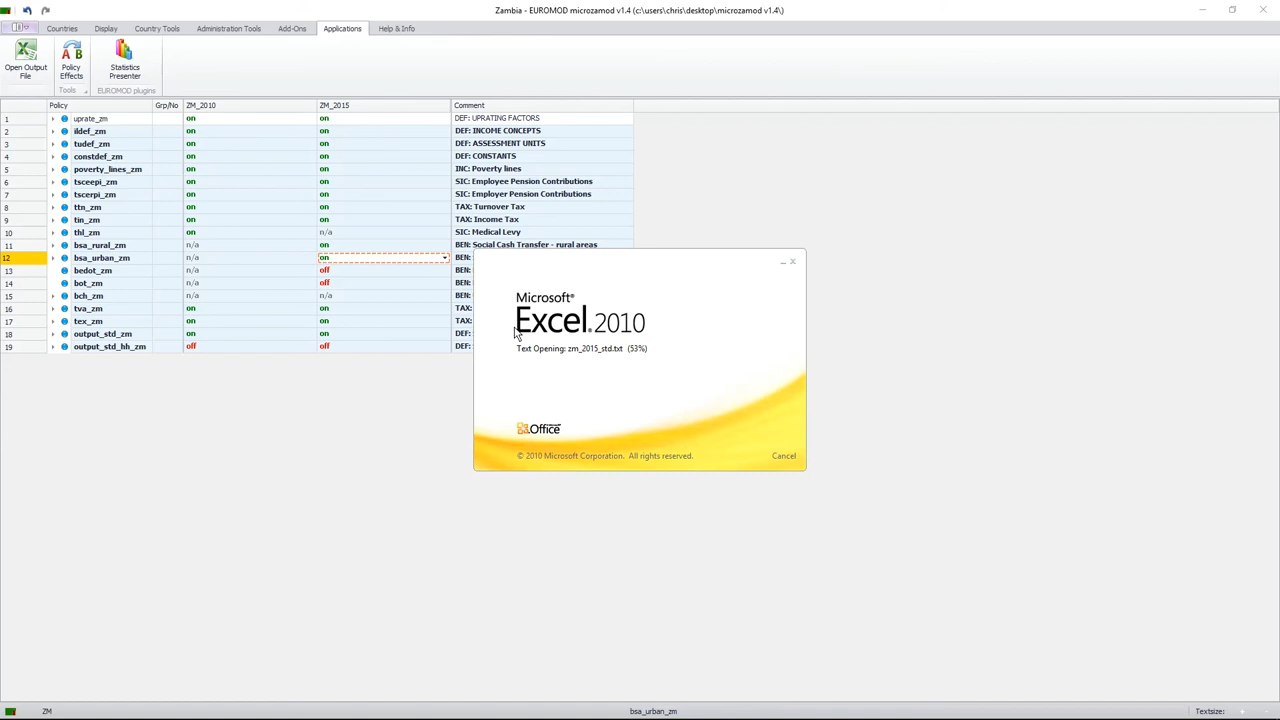 Zambia - EUROMOD microzamod v1.4 (c:\users\chris\desktop\microzamod v1.4\)
Countries Display Country Tools Administration Tools Add-Ons Applications Help & Info
Open Output File
Policy Effects
Statistics Presenter
Tools EUROMOD plugins
Policy Grp/No ZM_2010 ZM_2015 Comment
1 uprate_zm on on DEF: UPRATING FACTORS
2 ildef_zm on on DEF: INCOME CONCEPTS
3 tudef_zm on on DEF: ASSESSMENT UNITS
4 constdef_zm on on DEF: CONSTANTS
5 poverty_lines_zm on on INC: Poverty lines
6 tsceepi_zm on on SIC: Employee Pension Contributions
7 tscerpi_zm on on SIC: Employer Pension Contributions
8 ttn_zm on on TAX: Turnover Tax
9 tin_zm on on TAX: Income Tax
10 thl_zm on n/a SIC: Medical Levy
11 bsa_rural_zm n/a on BEN: Social Cash Transfer - rural areas
12 bsa_urban_zm n/a on BEN:
13 bedot_zm n/a off BEN:
14 bot_zm n/a off BEN:
15 bch_zm n/a n/a BEN:
16 tva_zm on on TAX:
17 tex_zm on on TAX:
18 output_std_zm on on DEF:
19 output_std_hh_zm off off DEF:
Microsoft®
Excel®2010
Text Opening: zm_2015_std.txt (53%)
Office
© 2010 Microsoft Corporation. All rights reserved. Cancel
ZM bsa_urban_zm Textsize: